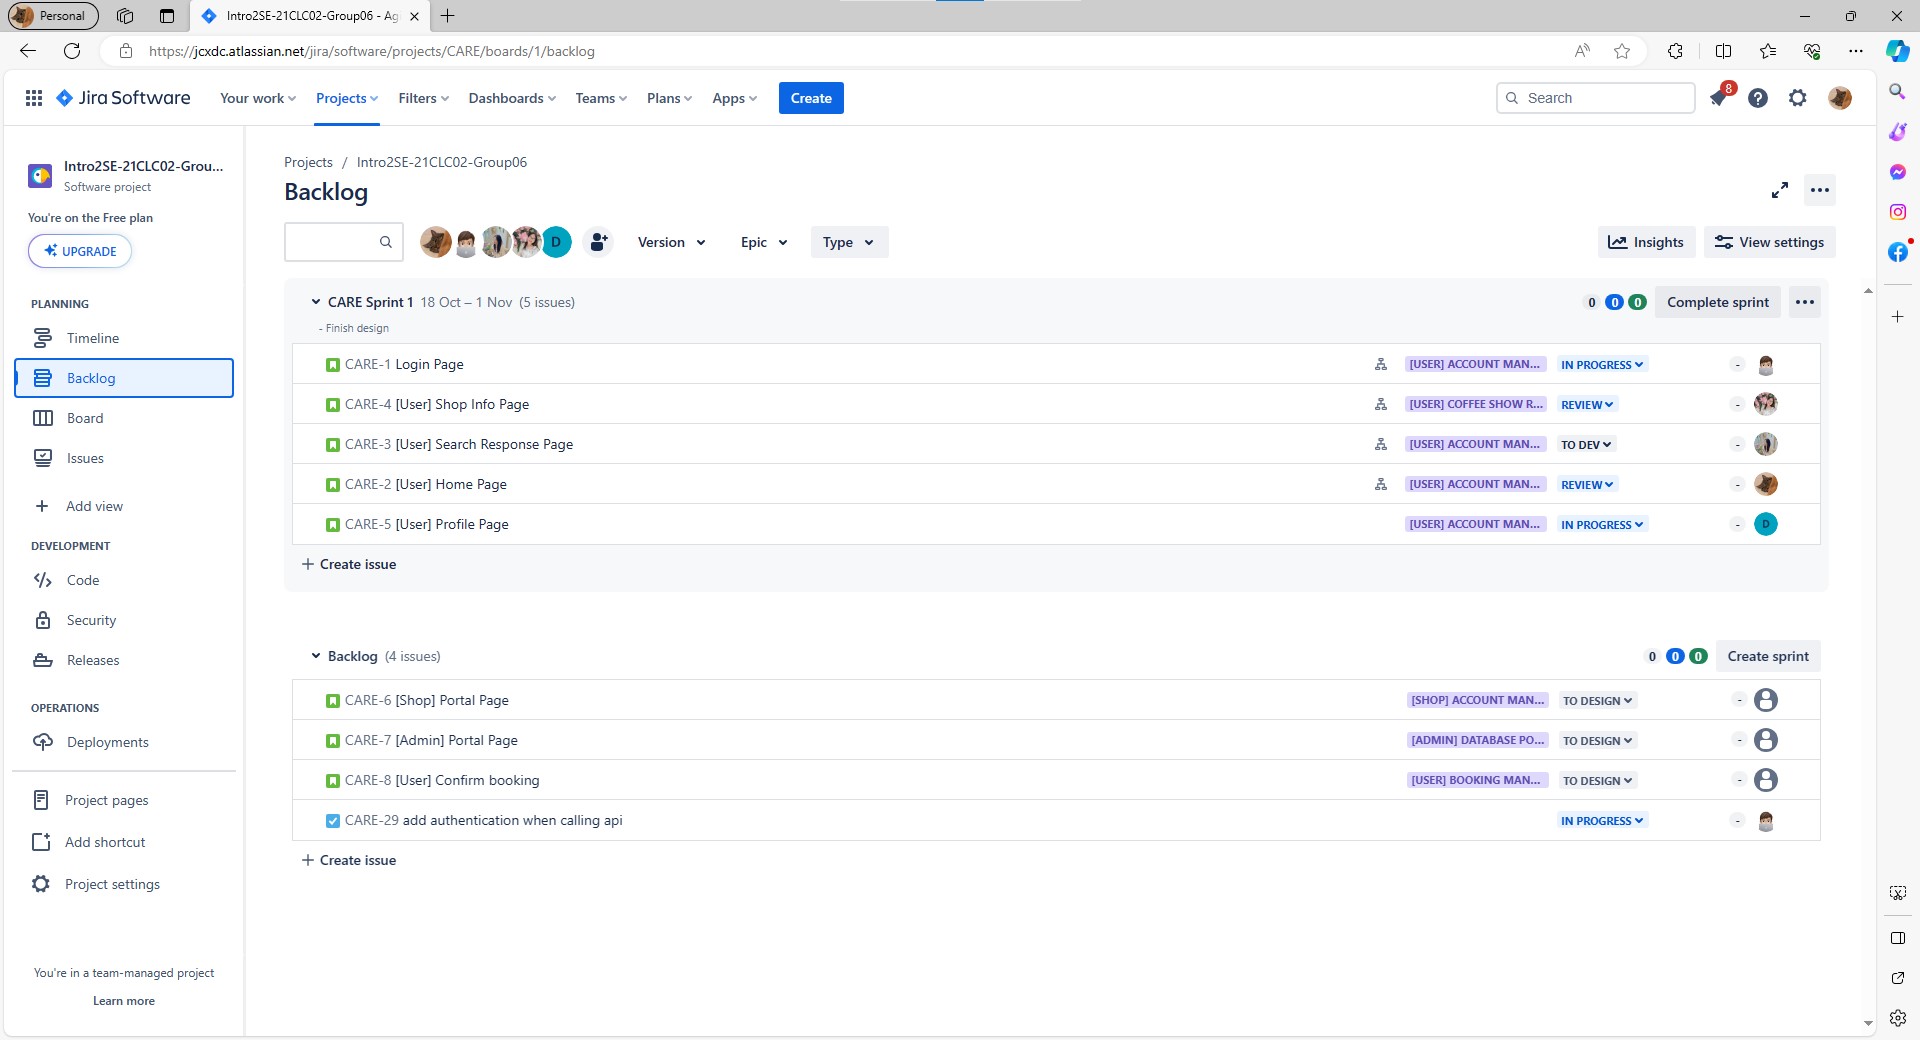 Personal
Intro2SE-21CLC02-Group06 - Ag
https://jcxdc.atlassian.net/jira/software/projects/CARE/boards/1/backlog
Jira Software
Your work
Projects
Filters
Dashboards
Teams
Plans
Apps
Create
Search
8
Intro2SE-21CLC02-Grou...
Software project
You're on the Free plan
UPGRADE
PLANNING
Timeline
Backlog
Board
Issues
Add view
DEVELOPMENT
Code
Security
Releases
OPERATIONS
Deployments
Project pages
Add shortcut
Project settings
You're in a team-managed project
Learn more
Projects / Intro2SE-21CLC02-Group06
Backlog
D
Version
Epic
Type
Insights
View settings
CARE Sprint 1 18 Oct – 1 Nov (5 issues)
0 0 0 Complete sprint
- Finish design
CARE-1 Login Page [USER] ACCOUNT MAN... IN PROGRESS -
CARE-4 [User] Shop Info Page [USER] COFFEE SHOW R... REVIEW -
CARE-3 [User] Search Response Page [USER] ACCOUNT MAN... TO DEV -
CARE-2 [User] Home Page [USER] ACCOUNT MAN... REVIEW -
CARE-5 [User] Profile Page [USER] ACCOUNT MAN... IN PROGRESS - D
Create issue
Backlog (4 issues)
0 0 0 Create sprint
CARE-6 [Shop] Portal Page [SHOP] ACCOUNT MAN... TO DESIGN -
CARE-7 [Admin] Portal Page [ADMIN] DATABASE PO... TO DESIGN -
CARE-8 [User] Confirm booking [USER] BOOKING MAN... TO DESIGN -
CARE-29 add authentication when calling api IN PROGRESS -
Create issue